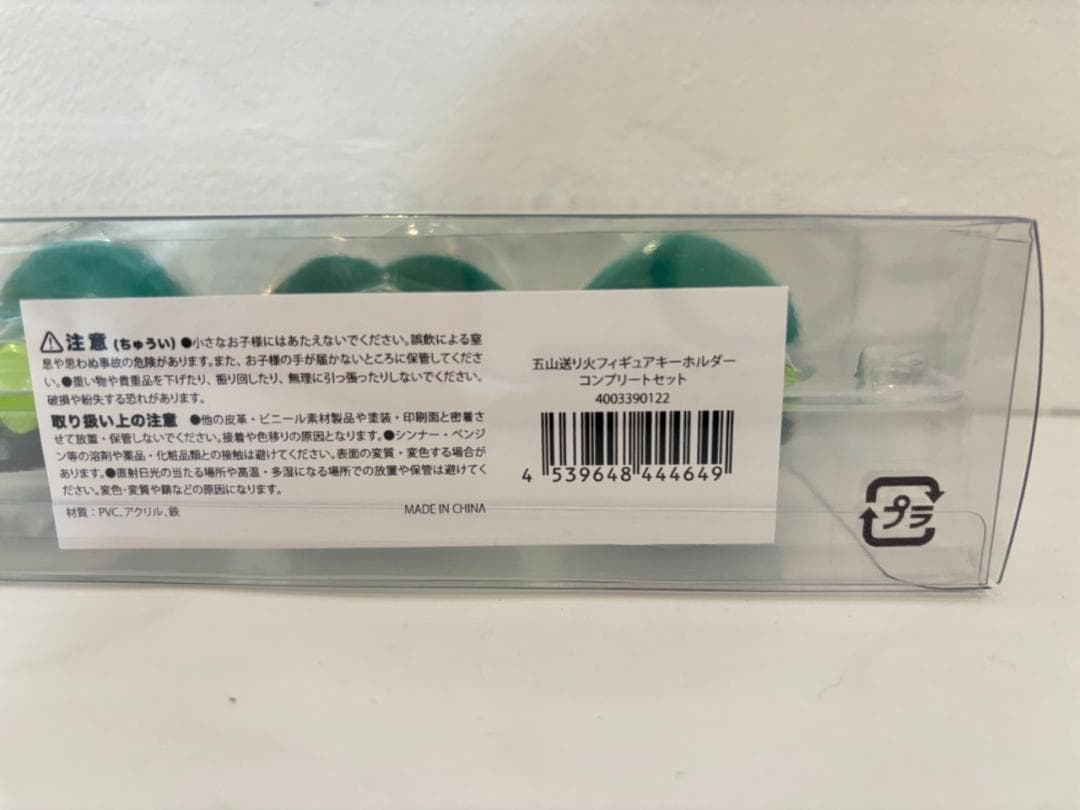 ⚠注意 (ちゅうい) ●小さなお子様にはあたえないでください。誤飲による窒
息や思わぬ事故の危険があります。また、お子様の手が届かないところに保管してくださ
い。●重い物や貴重品を下げたり、振り回したり、無理に引っ張ったりしないでください。
破損や紛失する恐れがあります。
取り扱い上の注意 ●他の皮革・ビニール素材製品や塗装・印刷面と密着さ
せて放置・保管しないでください。接着や色移りの原因となります。●シンナー・ベンジ
ン等の溶剤や薬品・化粧品類との接触は避けてください。表面の変質・変色する場合が
あります。●直射日光の当たる場所や高温・多湿になる場所での放置や保管は避けてく
ださい。変色・変質や錆などの原因になります。
材質：PVC、アクリル、鉄
MADE IN CHINA
五山送り火フィギュアキーホルダー
コンプリートセット
4003390122
4 539648 444649
プラ